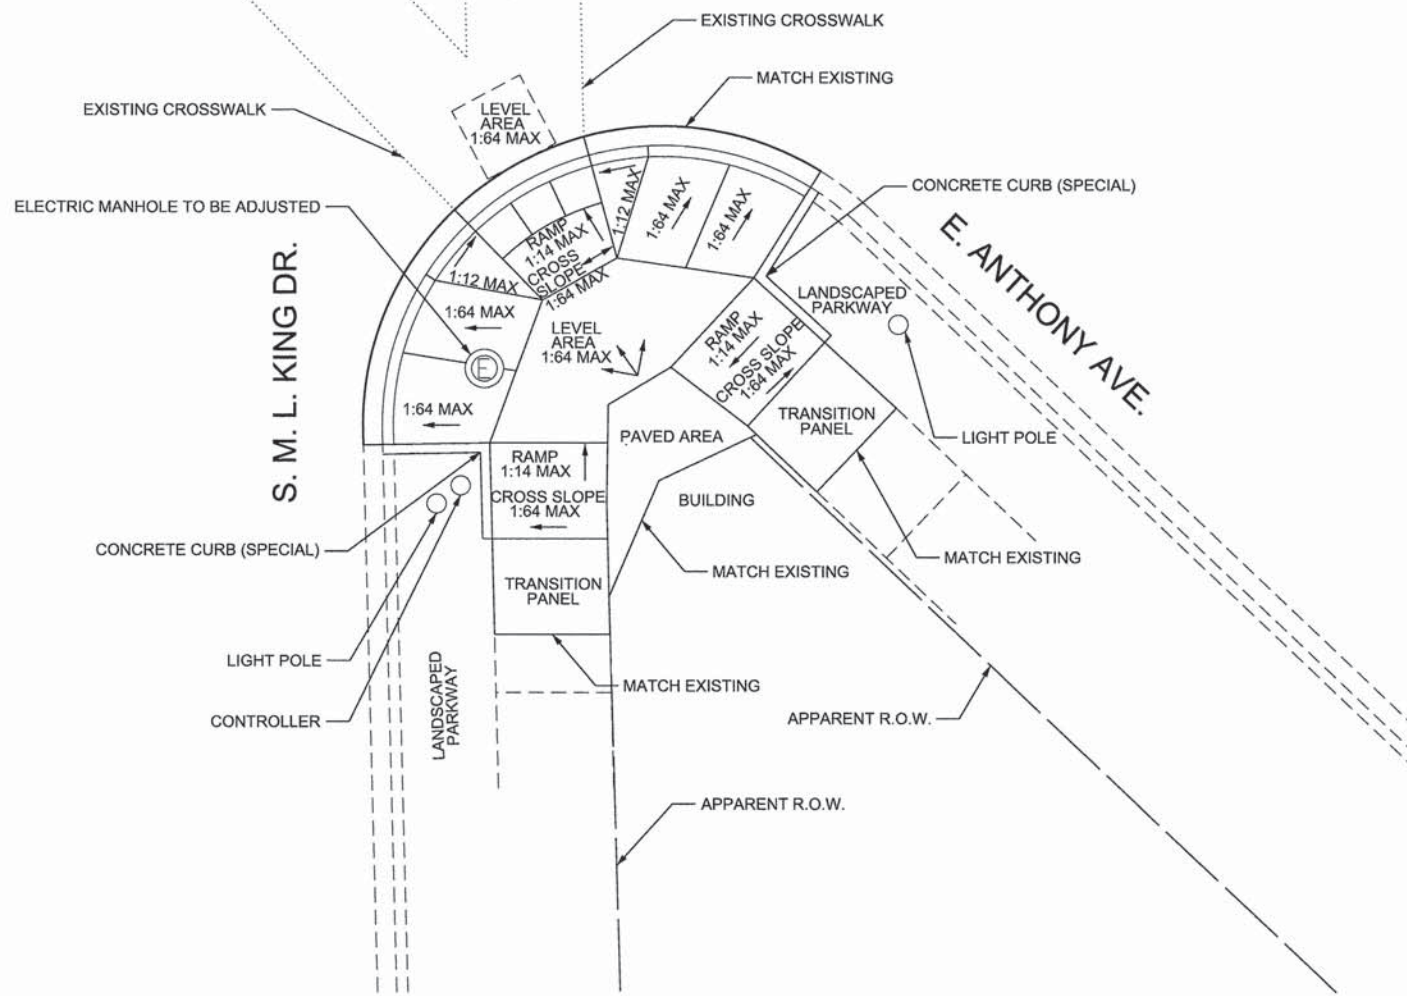 EXISTING CROSSWALK
MATCH EXISTING
EXISTING CROSSWALK
LEVEL
AREA
1:64 MAX
CONCRETE CURB (SPECIAL)
ELECTRIC MANHOLE TO BE ADJUSTED
S. M. L. KING DR.
E. ANTHONY AVE.
1:12 MAX
1:64 MAX
1:64 MAX
RAMP
1:14 MAX
CROSS
SLOPE
1:64 MAX
1:12 MAX
1:64 MAX
E
1:64 MAX
LEVEL
AREA
1:64 MAX
LANDSCAPED
PARKWAY
RAMP
1:14 MAX
CROSS SLOPE
1:64 MAX
TRANSITION
PANEL
LIGHT POLE
PAVED AREA
RAMP
1:14 MAX
CROSS SLOPE
1:64 MAX
BUILDING
CONCRETE CURB (SPECIAL)
MATCH EXISTING
MATCH EXISTING
TRANSITION
PANEL
LIGHT POLE
CONTROLLER
LANDSCAPED
PARKWAY
MATCH EXISTING
APPARENT R.O.W.
APPARENT R.O.W.